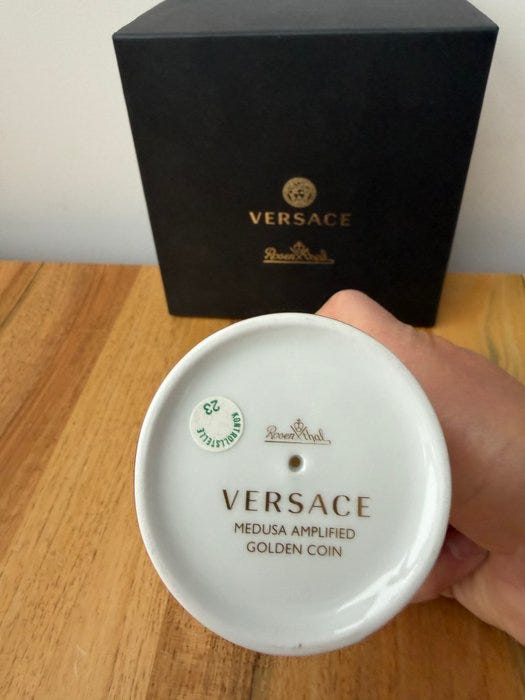 VERSACE
Rosenthal
23
KONTROLLSTELLE
Rosenthal
VERSACE
MEDUSA AMPLIFIED
GOLDEN COIN